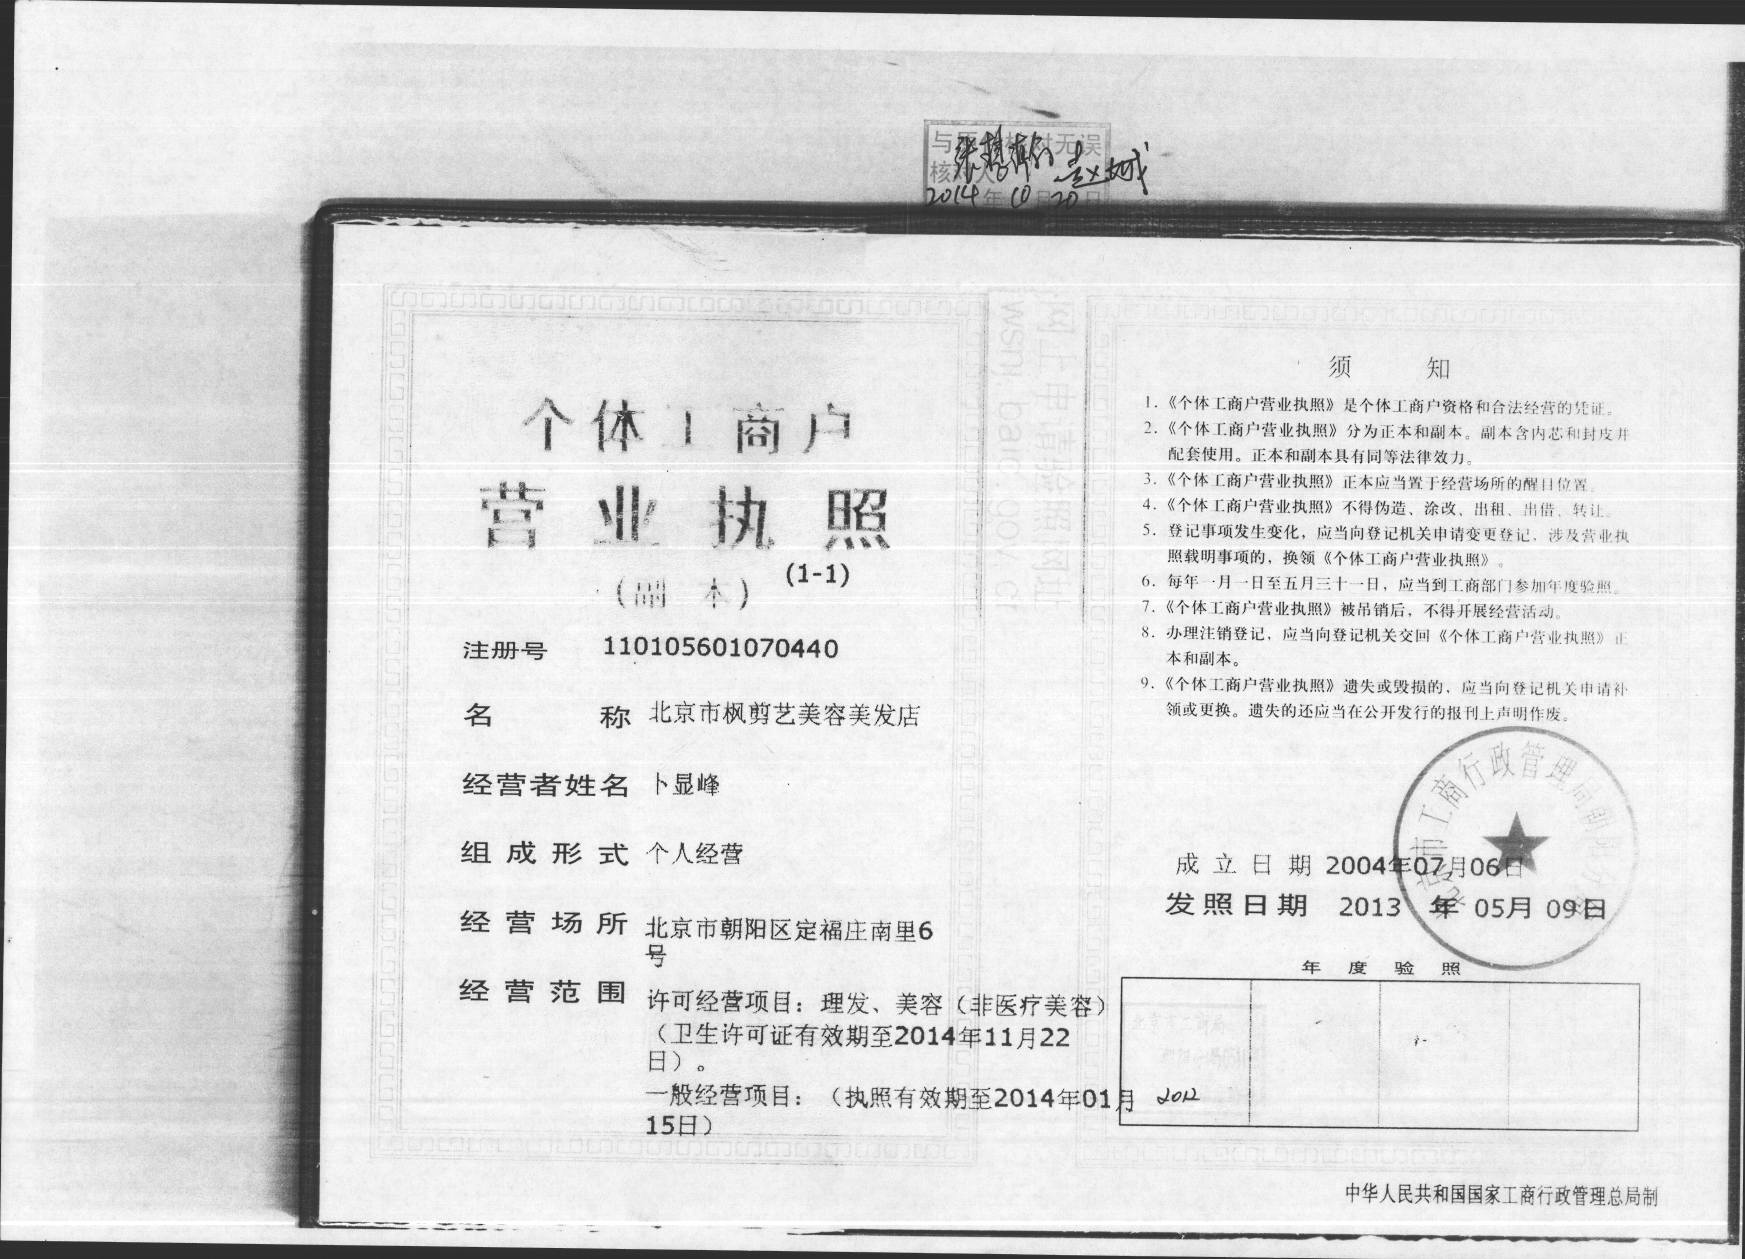 与原件核对无误
核对人
2014年10月20日
个体工商户
营业执照
(副 本) (1-1)
注册号 110105601070440
名 称 北京市枫剪艺美容美发店
经营者姓名 卜显峰
组成形式 个人经营
经营场所 北京市朝阳区定福庄南里6
号
经营范围 许可经营项目：理发、美容（非医疗美容）
（卫生许可证有效期至2014年11月22
日）。
一般经营项目：（执照有效期至2014年01月
15日）
须 知
1.《个体工商户营业执照》是个体工商户资格和合法经营的凭证。
2.《个体工商户营业执照》分为正本和副本。副本含内芯和封皮并
配套使用。正本和副本具有同等法律效力。
3.《个体工商户营业执照》正本应当置于经营场所的醒目位置。
4.《个体工商户营业执照》不得伪造、涂改、出租、出借、转让。
5. 登记事项发生变化，应当向登记机关申请变更登记，涉及营业执
照载明事项的，换领《个体工商户营业执照》。
6. 每年一月一日至五月三十一日，应当到工商部门参加年度验照。
7.《个体工商户营业执照》被吊销后，不得开展经营活动。
8. 办理注销登记，应当向登记机关交回《个体工商户营业执照》正
本和副本。
9.《个体工商户营业执照》遗失或毁损的，应当向登记机关申请补
领或更换。遗失的还应当在公开发行的报刊上声明作废。
北京市工商行政管理局朝阳分局
成立日期 2004年07月06日
发照日期 2013 年 05月 09日
年度验照
2012
中华人民共和国国家工商行政管理总局制